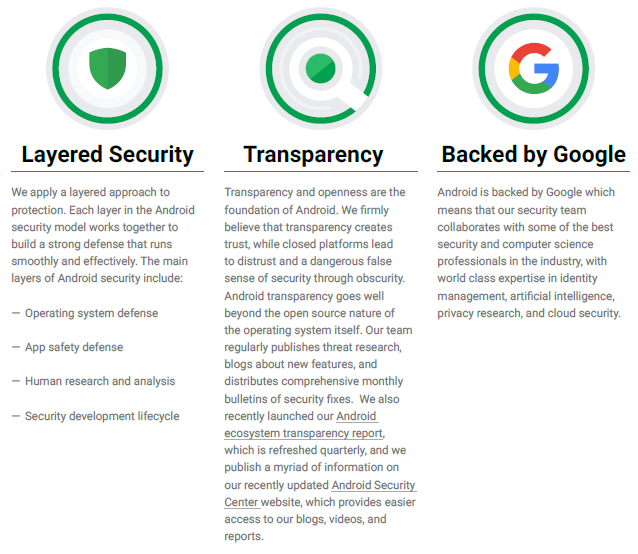 Layered Security
We apply a layered approach to
protection. Each layer in the Android
security model works together to
build a strong defense that runs
smoothly and effectively. The main
layers of Android security include:
— Operating system defense
— App safety defense
— Human research and analysis
— Security development lifecycle
Transparency
Transparency and openness are the
foundation of Android. We firmly
believe that transparency creates
trust, while closed platforms lead
to distrust and a dangerous false
sense of security through obscurity.
Android transparency goes well
beyond the open source nature of
the operating system itself. Our team
regularly publishes threat research,
blogs about new features, and
distributes comprehensive monthly
bulletins of security fixes.  We also
recently launched our Android
ecosystem transparency report,
which is refreshed quarterly, and we
publish a myriad of information on
our recently updated Android Security
Center website, which provides easier
access to our blogs, videos, and
reports.
Backed by Google
Android is backed by Google which
means that our security team
collaborates with some of the best
security and computer science
professionals in the industry, with
world class expertise in identity
management, artificial intelligence,
privacy research, and cloud security.